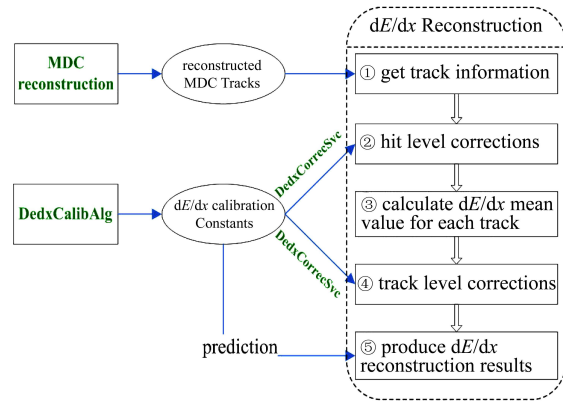 dE/dx Reconstruction
MDC
reconstruction
reconstructed
MDC Tracks
① get track information
② hit level corrections
DedxCorrecSvc
DedxCalibAlg
dE/dx calibration
Constants
③ calculate dE/dx mean
value for each track
DedxCorrecSvc
④ track level corrections
prediction
⑤ produce dE/dx
reconstruction results